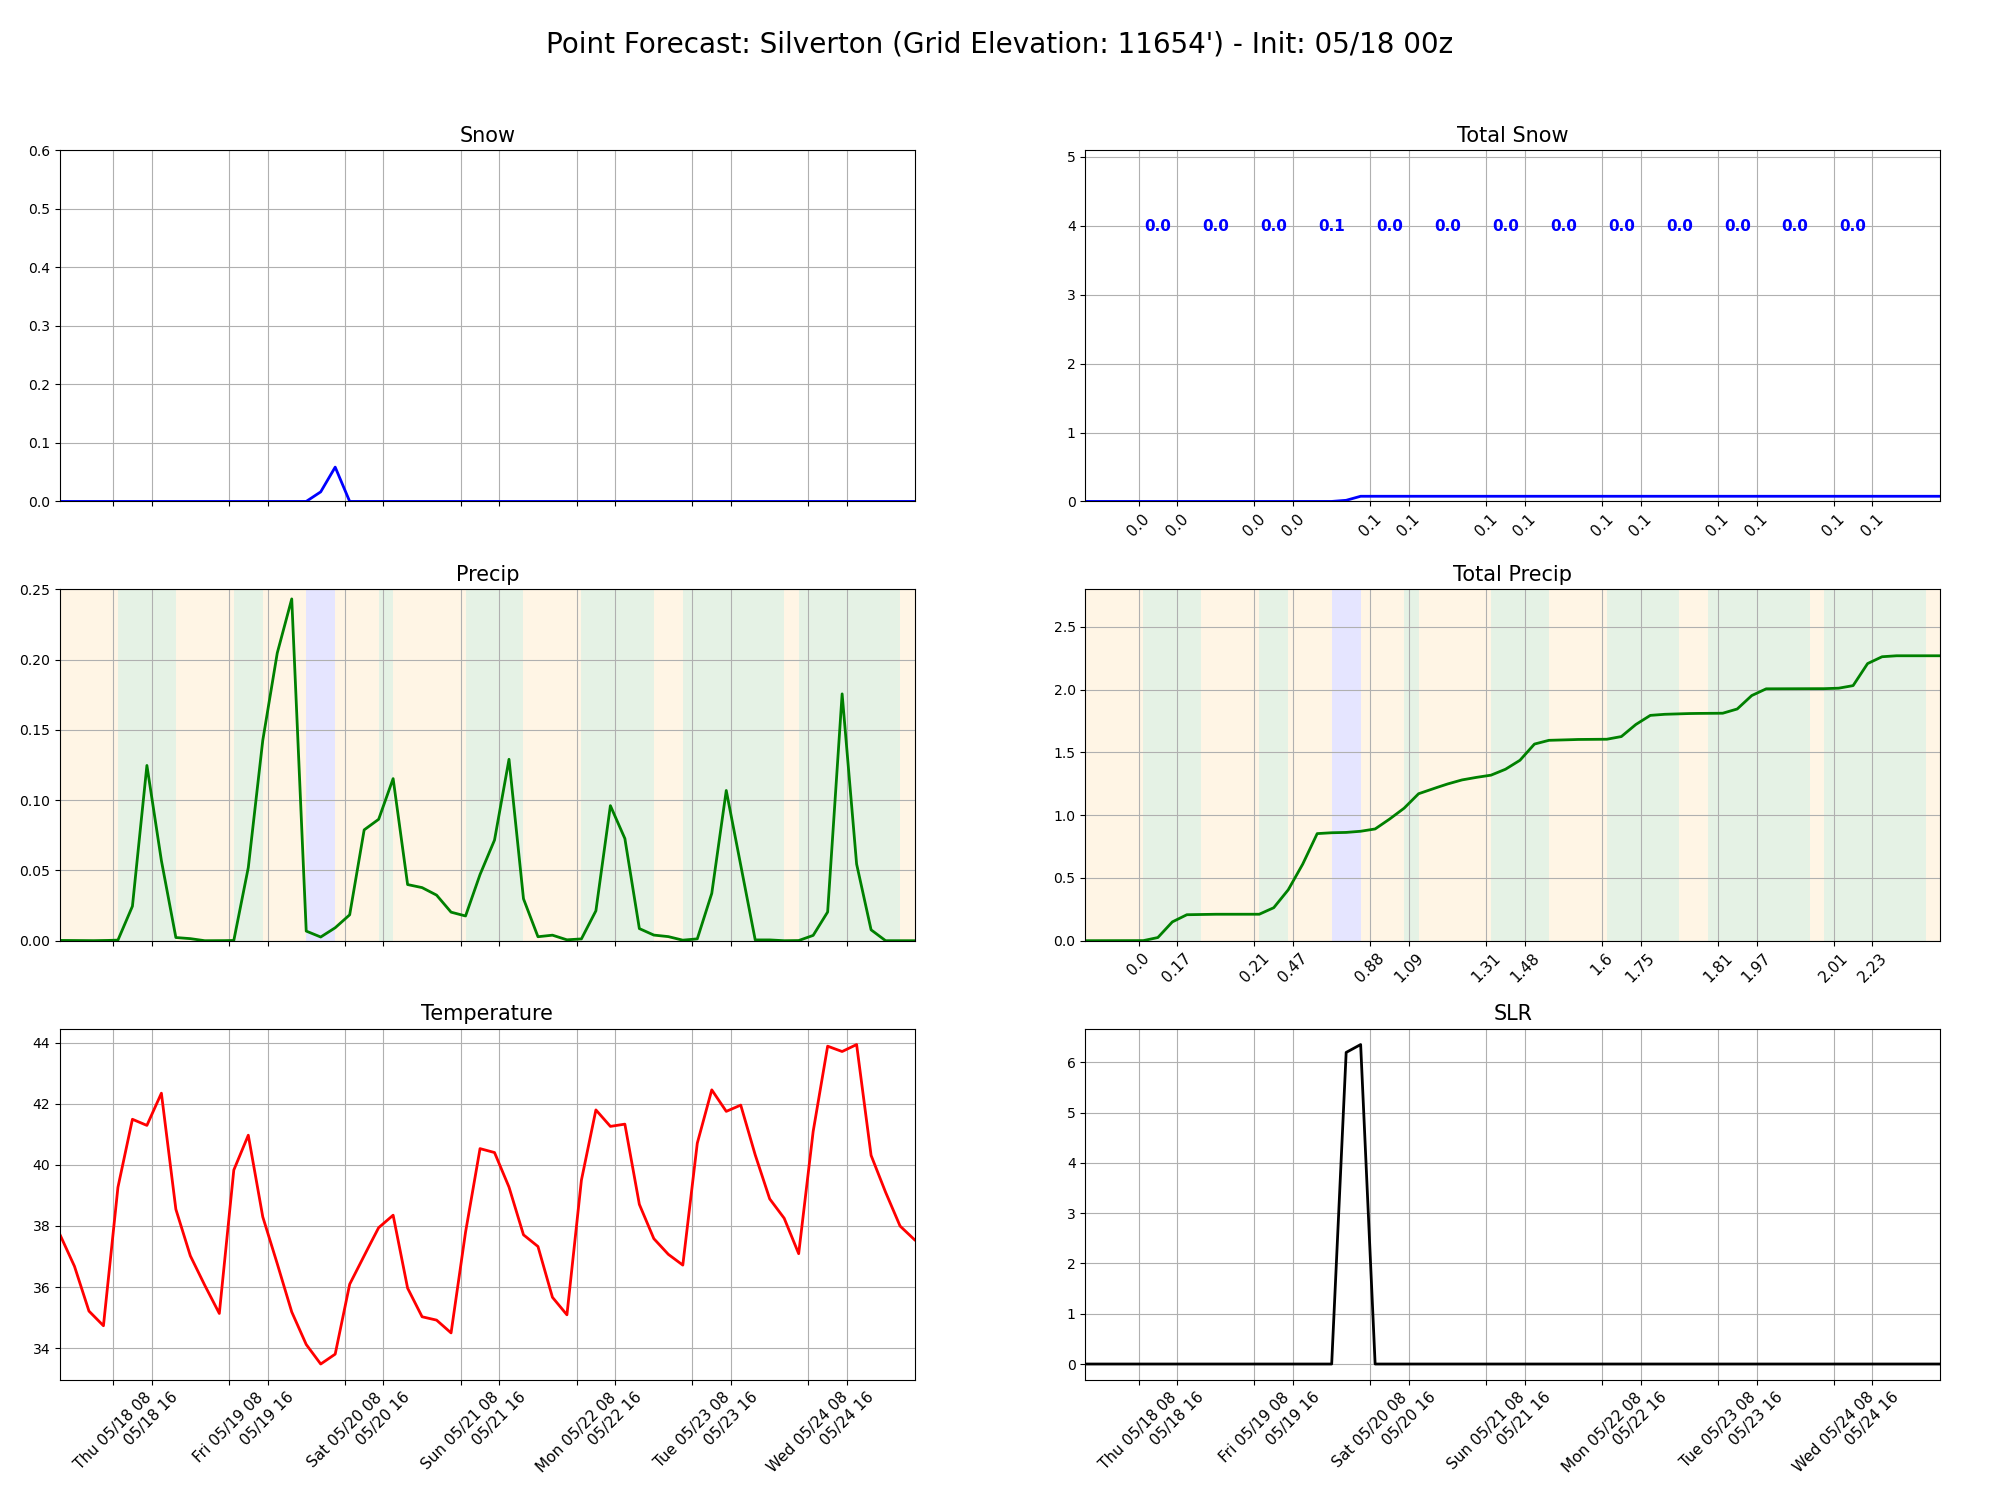 Point Forecast: Silverton (Grid Elevation: 11654') - Init: 05/18 00z
Snow
0.6
0.5
0.4
0.3
0.2
0.1
0.0
Total Snow
5
4
3
2
1
0
0.0 0.0 0.0 0.1 0.0 0.0 0.0 0.0 0.0 0.0 0.0 0.0 0.0
0.0 0.0 0.0 0.0 0.1 0.1 0.1 0.1 0.1 0.1 0.1 0.1 0.1 0.1
Precip
0.25
0.20
0.15
0.10
0.05
0.00
Total Precip
2.5
2.0
1.5
1.0
0.5
0.0
0.0 0.17 0.21 0.47 0.88 1.09 1.31 1.48 1.6 1.75 1.81 1.97 2.01 2.23
Temperature
44
42
40
38
36
34
Thu 05/18 08
05/18 16
Fri 05/19 08
05/19 16
Sat 05/20 08
05/20 16
Sun 05/21 08
05/21 16
Mon 05/22 08
05/22 16
Tue 05/23 08
05/23 16
Wed 05/24 08
05/24 16
SLR
6
5
4
3
2
1
0
Thu 05/18 08
05/18 16
Fri 05/19 08
05/19 16
Sat 05/20 08
05/20 16
Sun 05/21 08
05/21 16
Mon 05/22 08
05/22 16
Tue 05/23 08
05/23 16
Wed 05/24 08
05/24 16